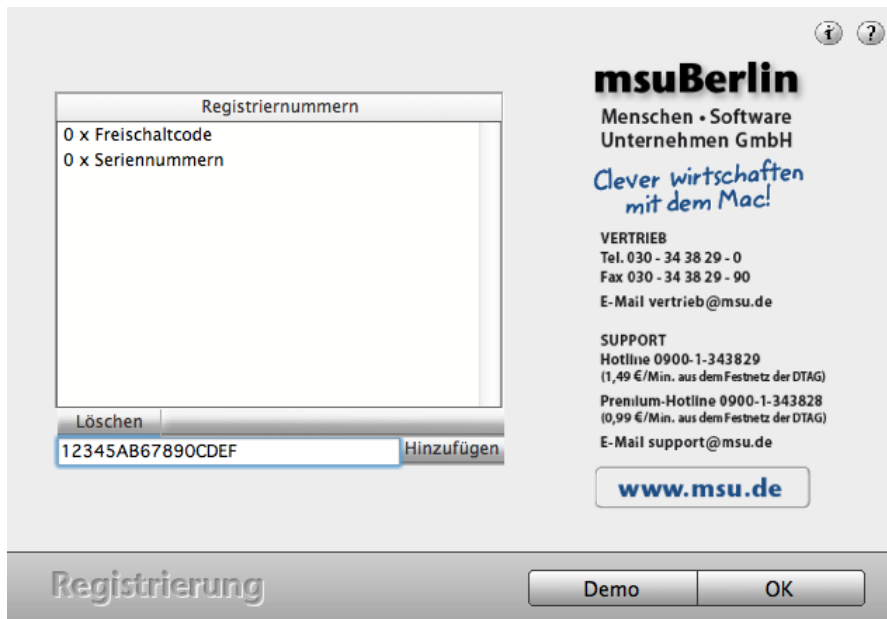 Registriernummern
0 x Freischaltcode
0 x Seriennummern
Löschen
12345AB67890CDEF
Hinzufügen
i ?
msuBerlin
Menschen • Software
Unternehmen GmbH
Clever wirtschaften
mit dem Mac!
VERTRIEB
Tel. 030 - 34 38 29 - 0
Fax 030 - 34 38 29 - 90
E-Mail vertrieb@msu.de
SUPPORT
Hotline 0900-1-343829
(1,49 €/Min. aus dem Festnetz der DTAG)
Premium-Hotline 0900-1-343828
(0,99 €/Min. aus dem Festnetz der DTAG)
E-Mail support@msu.de
www.msu.de
Registrierung
Demo
OK